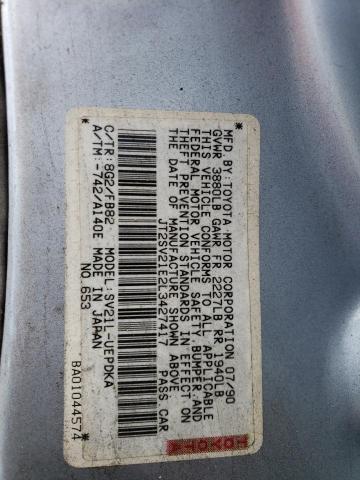 MFD BY: TOYOTA MOTOR CORPORATION 07/90
GVWR 3880LB GAWR FR 2227LB RR 1940LB
THIS VEHICLE CONFORMS TO ALL APPLICABLE
FEDERAL MOTOR VEHICLE SAFETY, BUMPER, AND
THEFT PREVENTION STANDARDS IN EFFECT ON
THE DATE OF MANUFACTURE SHOWN ABOVE.
JT2SV21E2L3427417 PASS. CAR
TOYOTA
C/TR: 8G2/FB82 MODEL: SV21L-UEPDKA
A/TM: -742/A140E MADE IN JAPAN
NO. 653
BA01044574